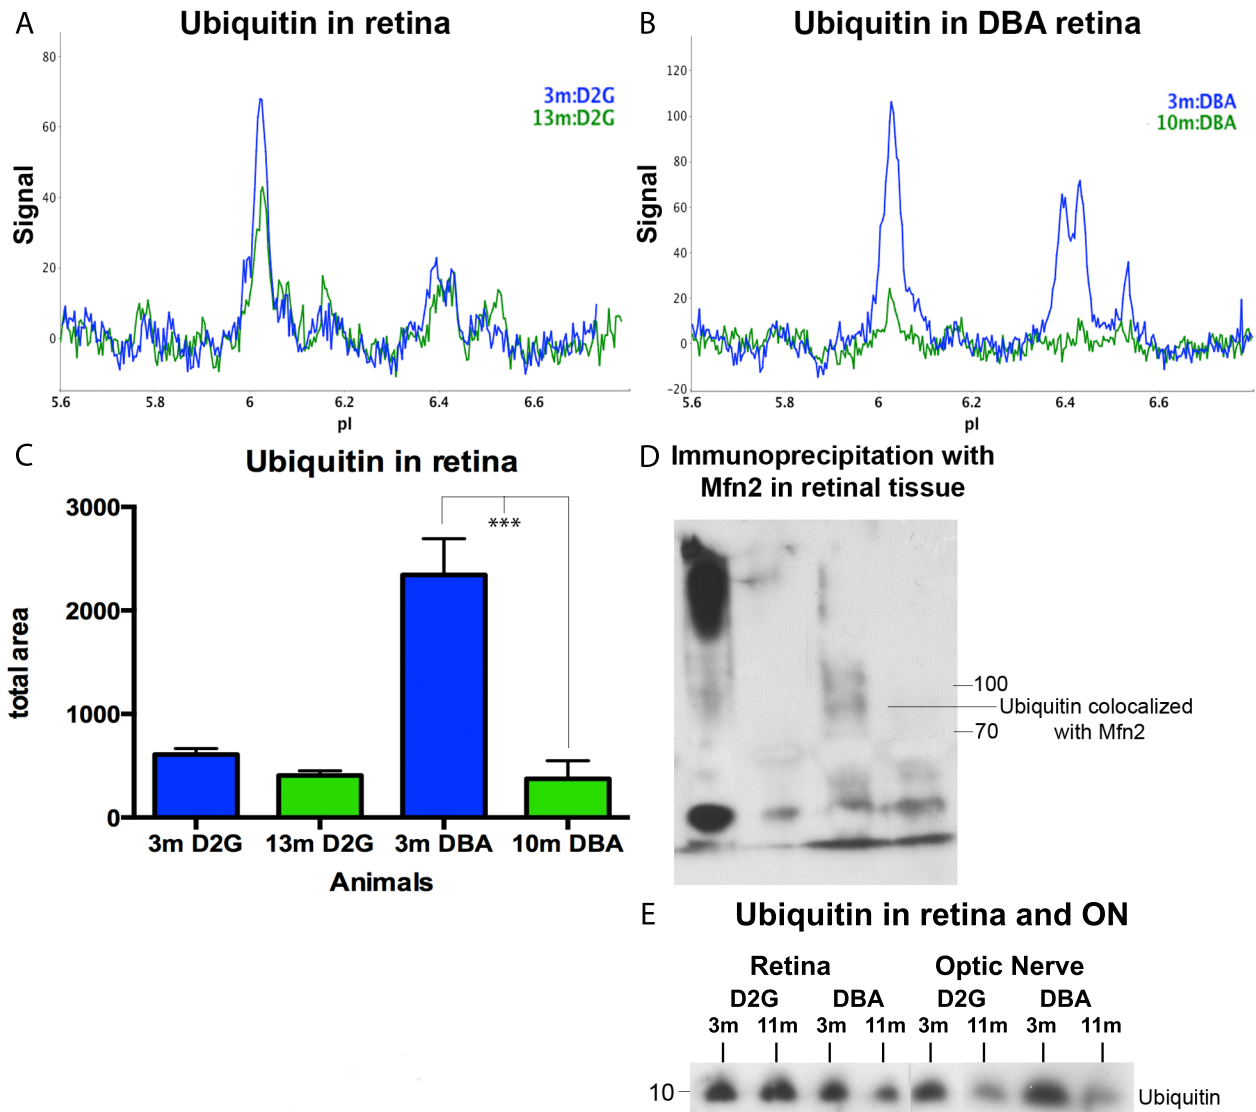 A
Ubiquitin in retina
80
60
40
20
0
Signal
3m:D2G
13m:D2G
5.6 5.8 6 6.2 6.4 6.6
pI
B
Ubiquitin in DBA retina
120
100
80
60
40
20
0
−20
Signal
3m:DBA
10m:DBA
5.6 5.8 6 6.2 6.4 6.6
pI
C
Ubiquitin in retina
3000
2000
1000
0
total area
***
3m D2G 13m D2G 3m DBA 10m DBA
Animals
D
Immunoprecipitation with
Mfn2 in retinal tissue
100
Ubiquitin colocalized
with Mfn2
70
E
Ubiquitin in retina and ON
Retina Optic Nerve
D2G DBA D2G DBA
3m 11m 3m 11m 3m 11m 3m 11m
10
Ubiquitin